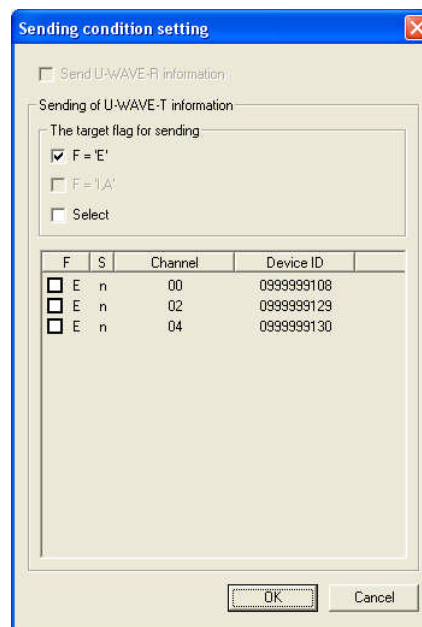 Sending condition setting
Send U-WAVE-R information
Sending of U-WAVE-T information
The target flag for sending
F = 'E'
F = 'I,A'
Select
F S Channel Device ID
E n 00 0999999108
E n 02 0999999129
E n 04 0999999130
OK Cancel